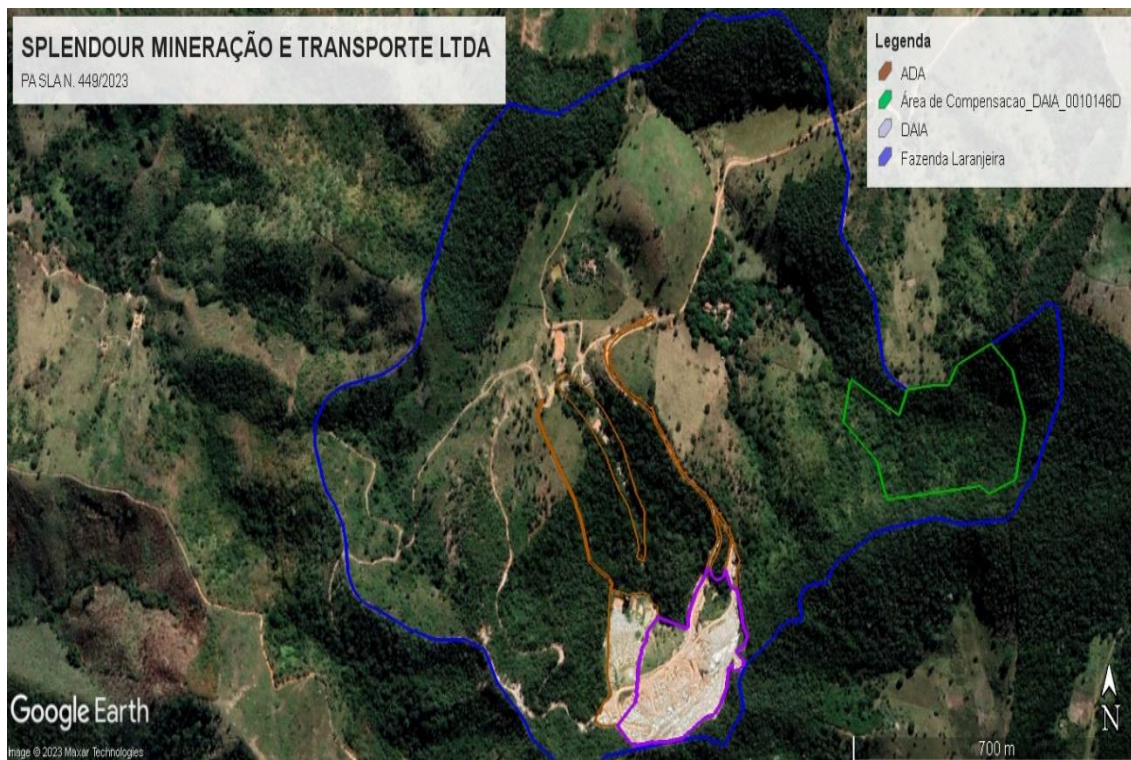 SPLENDOUR MINERAÇÃO E TRANSPORTE LTDA
PA SLA N. 449/2023
Legenda
ADA
Área de Compensacao_DAIA_0010146D
DAIA
Fazenda Laranjeira
Google Earth
Image © 2023 Maxar Technologies
N
700 m